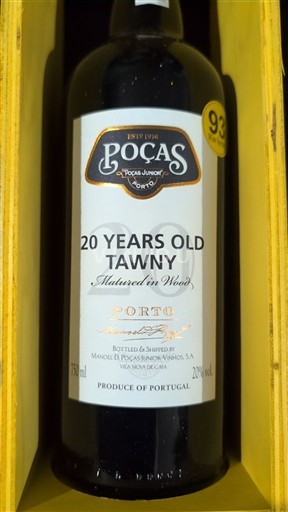 ESTD 1918
POÇAS
POÇAS JUNIOR
PORTO
93
20
20 YEARS OLD
TAWNY
Matured in Wood
PORTO
BOTTLED & SHIPPED BY
MANOEL D. POÇAS JUNIOR - VINHOS, S.A.
VILA NOVA DE GAIA
750 ml
20% vol.
PRODUCE OF PORTUGAL